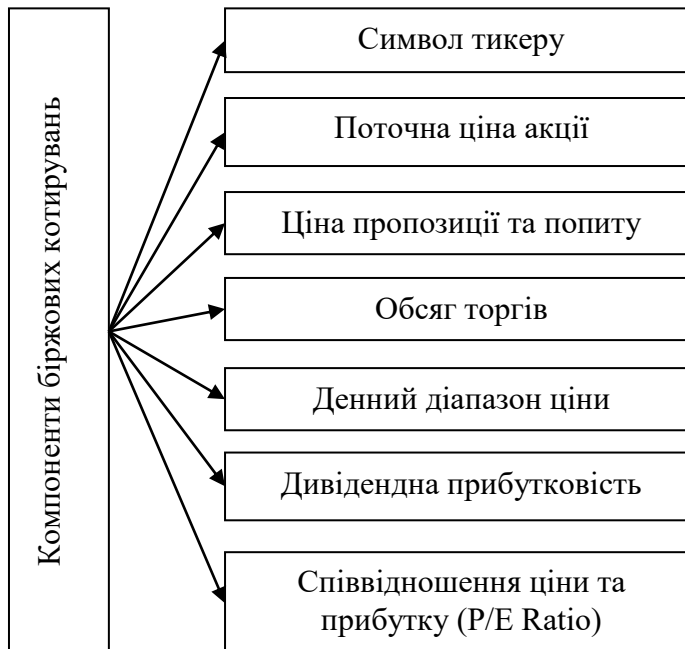 Компоненти біржових котирувань
Символ тикеру
Поточна ціна акції
Ціна пропозиції та попиту
Обсяг торгів
Денний діапазон ціни
Дивідендна прибутковість
Співвідношення ціни та
прибутку (P/E Ratio)